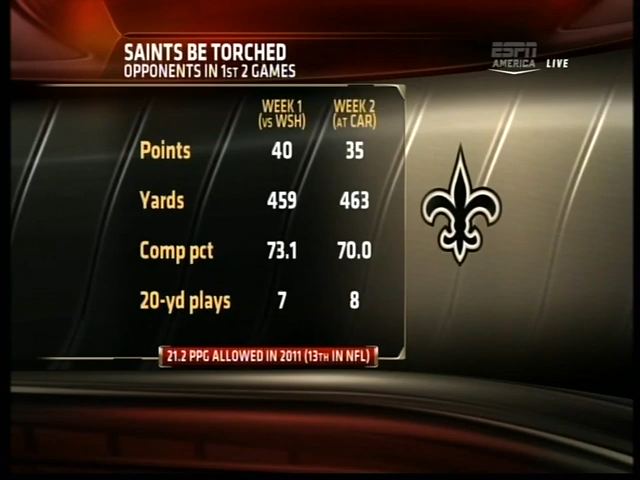 SAINTS BE TORCHED
OPPONENTS IN 1ST 2 GAMES
ESPN
AMERICA LIVE
WEEK 1 WEEK 2
(VS WSH) (AT CAR)
Points 40 35
Yards 459 463
Comp pct 73.1 70.0
20-yd plays 7 8
21.2 PPG ALLOWED IN 2011 (13TH IN NFL)